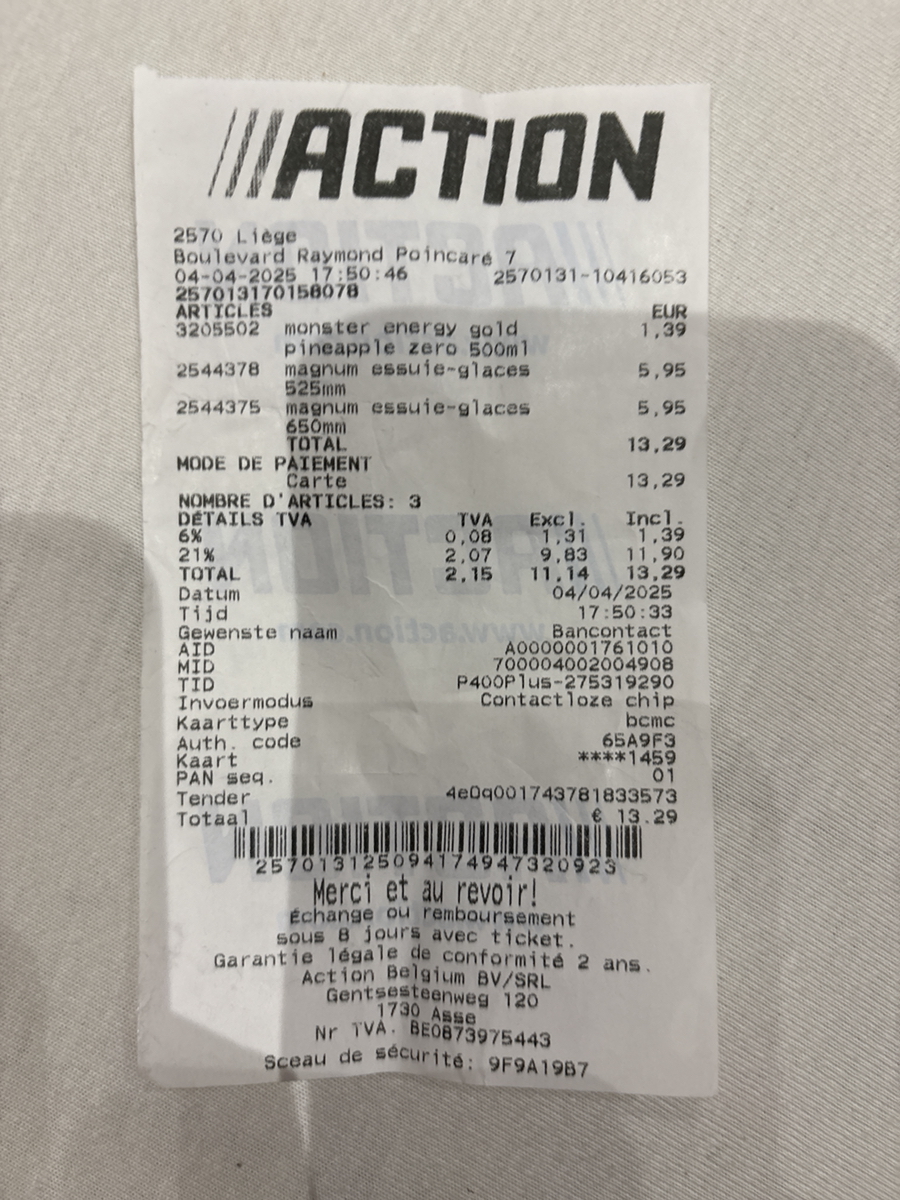 ACTION
2570 Liège
Boulevard Raymond Poincaré 7
04-04-2025 17:50:46 2570131-10416053
257013170158078
ARTICLES EUR
3205502 monster energy gold 1,39
pineapple zero 500ml
2544378 magnum essuie-glaces 5,95
525mm
2544375 magnum essuie-glaces 5,95
650mm
TOTAL 13,29
MODE DE PAIEMENT
Carte 13,29
NOMBRE D'ARTICLES: 3
DÉTAILS TVA TVA Excl. Incl.
6% 0,08 1,31 1,39
21% 2,07 9,83 11,90
TOTAL 2,15 11,14 13,29
Datum 04/04/2025
Tijd 17:50:33
Gewenste naam Bancontact
AID A0000001761010
MID 700004002004908
TID P400Plus-275319290
Invoermodus Contactloze chip
Kaarttype bcmc
Auth. code 65A9F3
Kaart ****1459
PAN seq. 01
Tender 4eOq001743781833573
Totaal € 13.29
2570131250941749473209​23
Merci et au revoir!
Échange ou remboursement
sous 8 jours avec ticket.
Garantie légale de conformité 2 ans.
Action Belgium BV/SRL
Gentsesteenweg 120
1730 Asse
Nr TVA. BE0873975443
Sceau de sécurité: 9F9A19B7